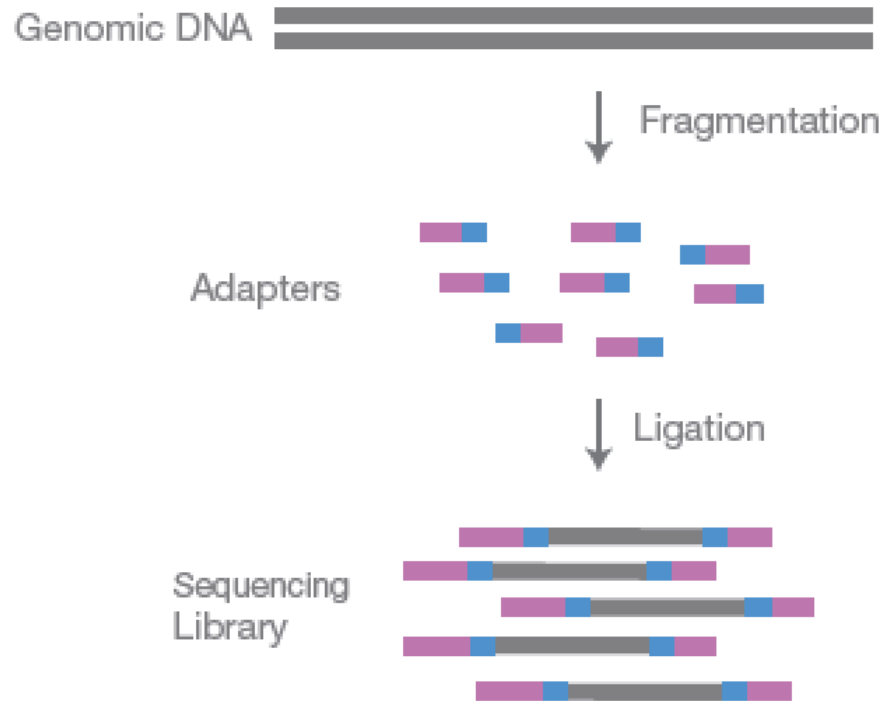 Genomic DNA
Fragmentation
Adapters
Ligation
Sequencing
Library